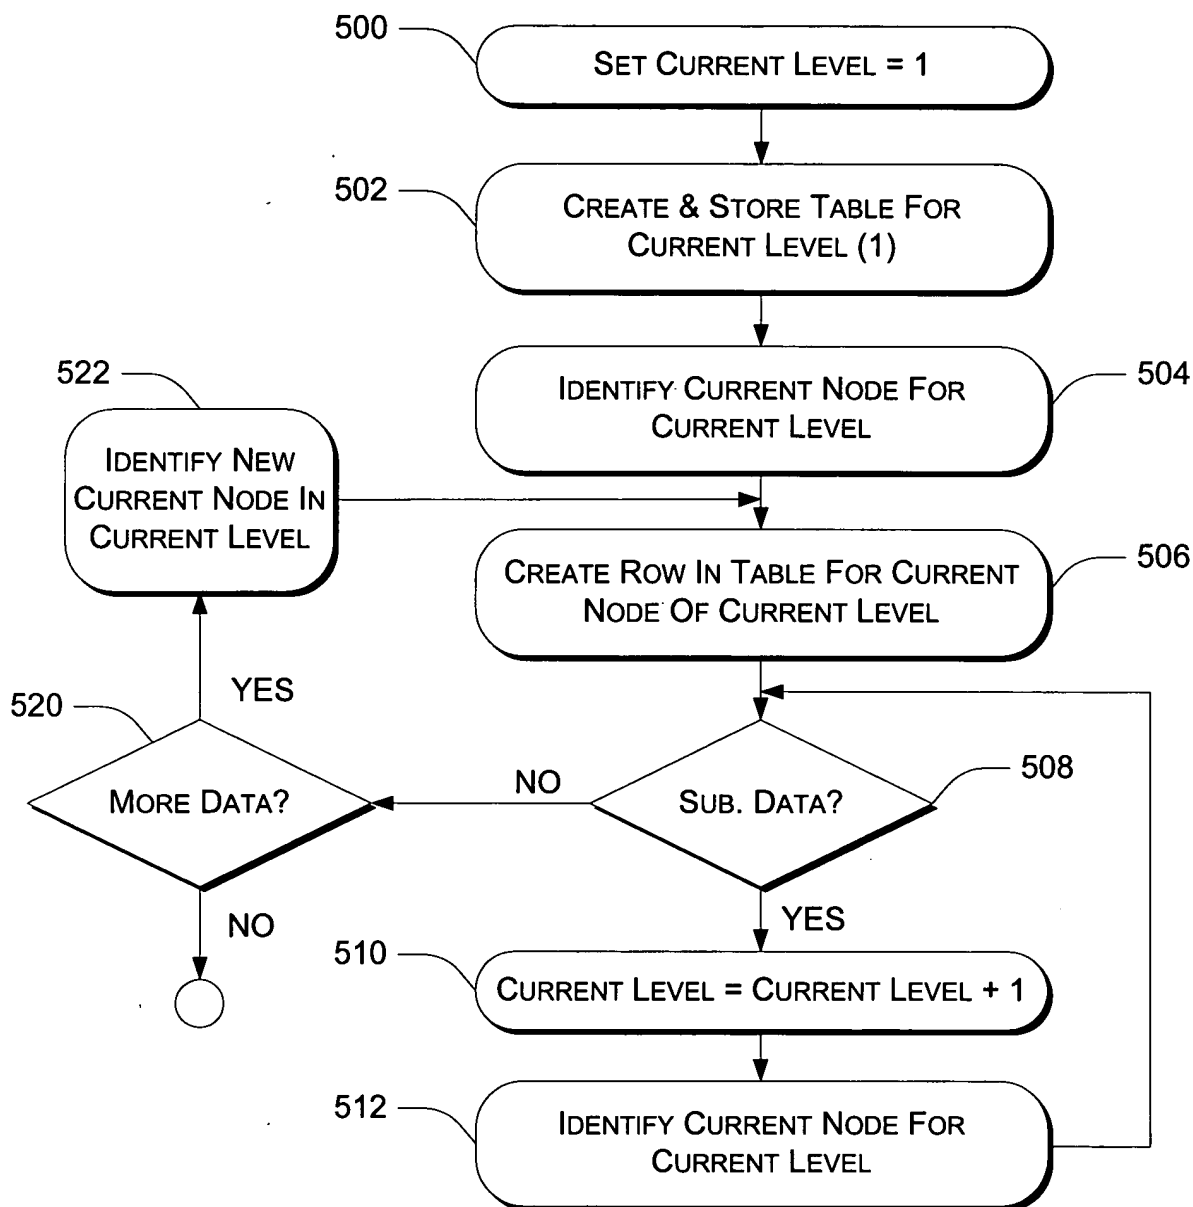 500
SET CURRENT LEVEL = 1
502
CREATE & STORE TABLE FOR
CURRENT LEVEL (1)
504
IDENTIFY CURRENT NODE FOR
CURRENT LEVEL
522
IDENTIFY NEW
CURRENT NODE IN
CURRENT LEVEL
506
CREATE ROW IN TABLE FOR CURRENT
NODE OF CURRENT LEVEL
YES
520
MORE DATA?
NO
SUB. DATA?
508
NO
YES
510
CURRENT LEVEL = CURRENT LEVEL + 1
512
IDENTIFY CURRENT NODE FOR
CURRENT LEVEL